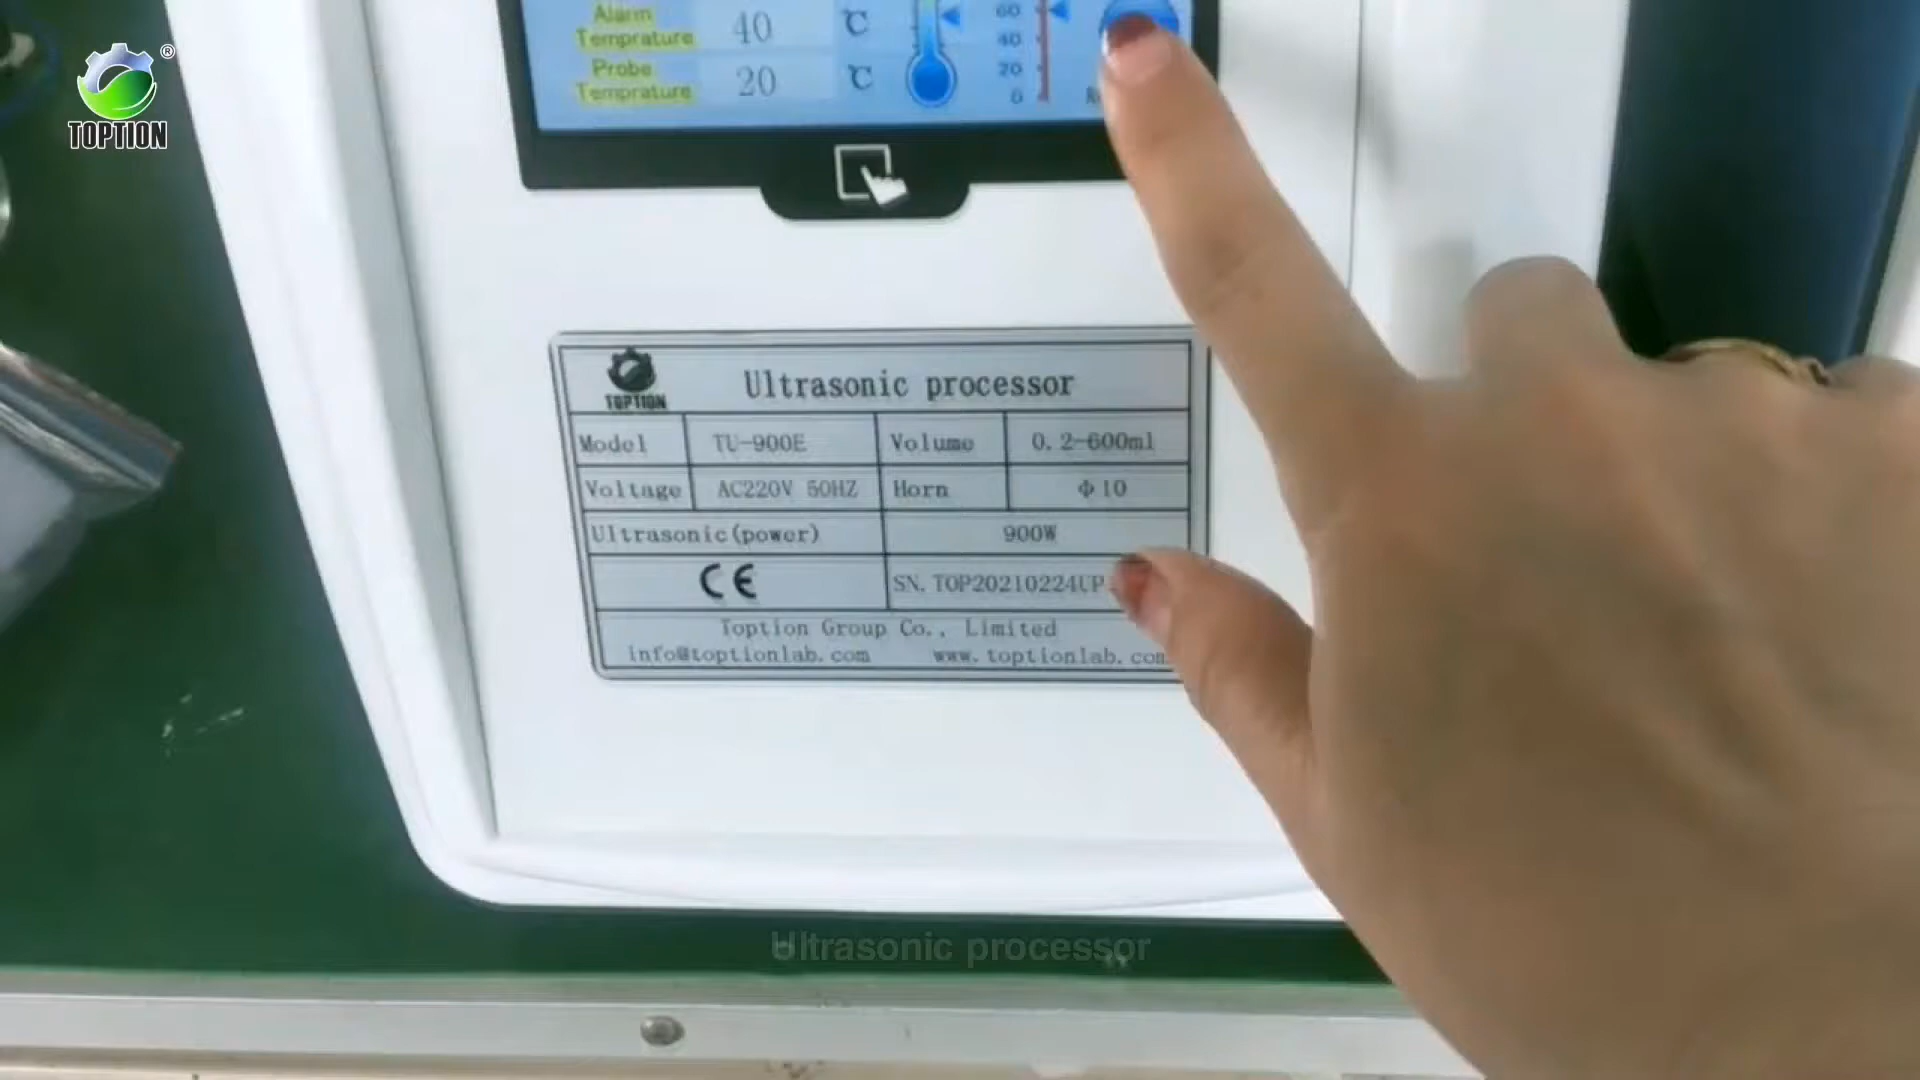 Alarm
Temprature 40 ℃
Probe
Temprature 20 ℃
60
40
20
0
®
TOPTION
TOPTION
Ultrasonic processor
Model TU-900E Volume 0.2-600ml
Voltage AC220V 50HZ Horn Φ10
Ultrasonic(power) 900W
CE SN.TOP20210224UP
Toption Group Co., Limited
info@toptionlab.com www.toptionlab.com
Ultrasonic processor